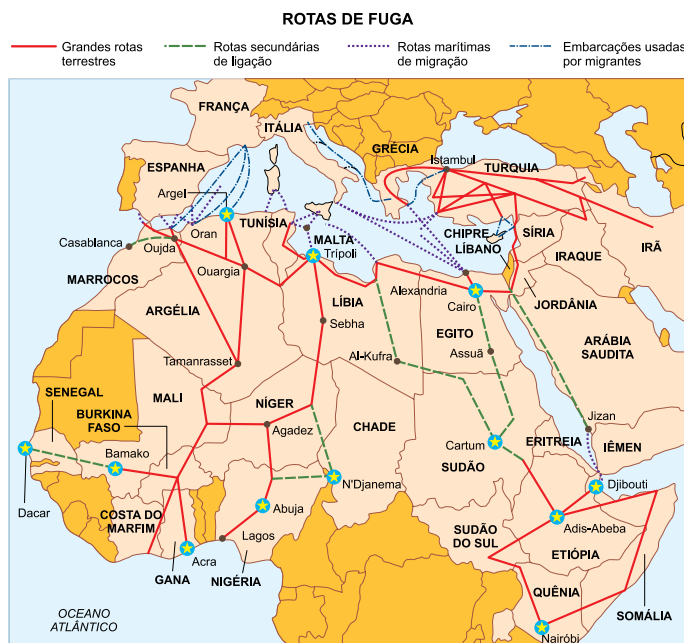 ROTAS DE FUGA
Grandes rotas
terrestres
Rotas secundárias
de ligação
Rotas marítimas
de migração
Embarcações usadas
por migrantes
FRANÇA
ITÁLIA
GRÉCIA
ESPANHA
Istambul
TURQUIA
Argel
TUNÍSIA
Oran
MALTA
CHIPRE
Casablanca
Oujda
Trípoli
LÍBANO
SÍRIA
IRÃ
Ouargia
IRAQUE
MARROCOS
Alexandria
Cairo
LÍBIA
JORDÂNIA
ARGÉLIA
Sebha
EGITO
ARÁBIA
SAUDITA
Al-Kufra
Assuã
Tamanrasset
SENEGAL
MALI
NÍGER
BURKINA
FASO
Agadez
CHADE
Jizan
ERITREIA
IÊMEN
Bamako
Cartum
SUDÃO
N'Djanema
Djibouti
Dacar
COSTA DO
MARFIM
Abuja
Adis-Abeba
Lagos
SUDÃO
DO SUL
ETIÓPIA
Acra
GANA
NIGÉRIA
QUÊNIA
SOMÁLIA
OCEANO
ATLÂNTICO
Nairóbi